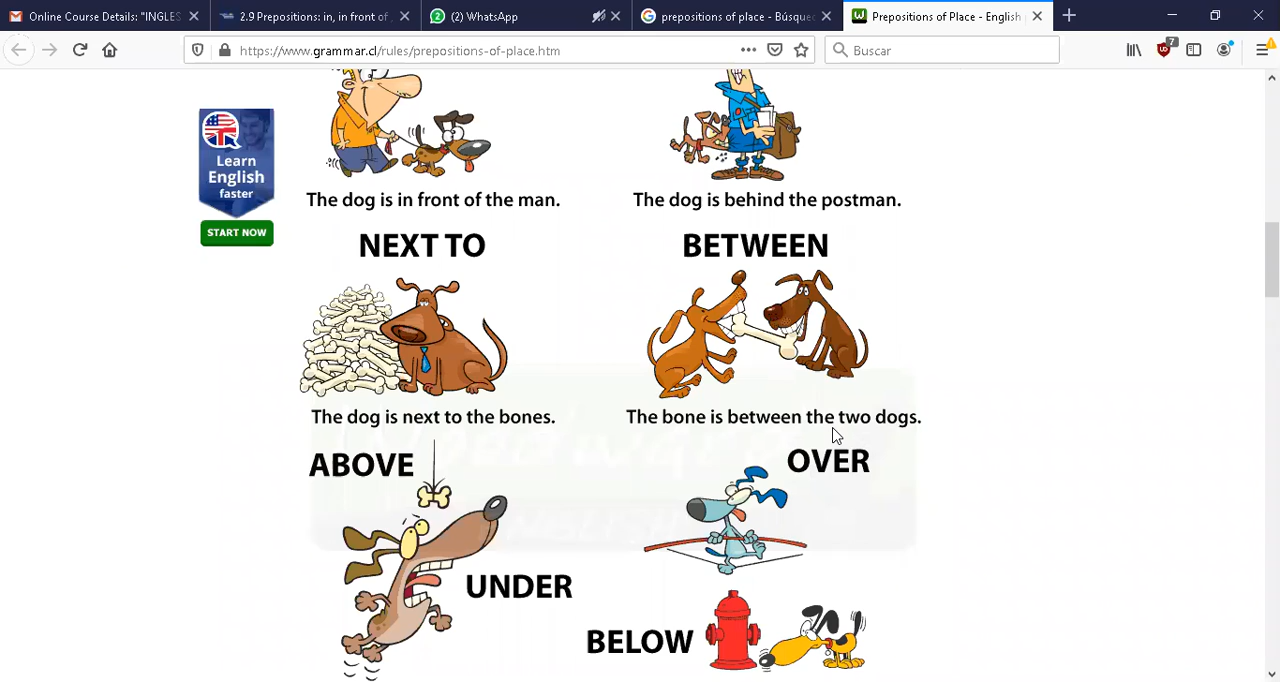 Online Course Details: "INGLES
2.9 Prepositions: in, in front of
(2) WhatsApp
prepositions of place - Búsque
Prepositions of Place - English
https://www.grammar.cl/rules/prepositions-of-place.htm
Buscar
7
Learn
English
faster
START NOW
The dog is in front of the man.
The dog is behind the postman.
NEXT TO
BETWEEN
The dog is next to the bones.
The bone is between the two dogs.
ABOVE
OVER
UNDER
BELOW